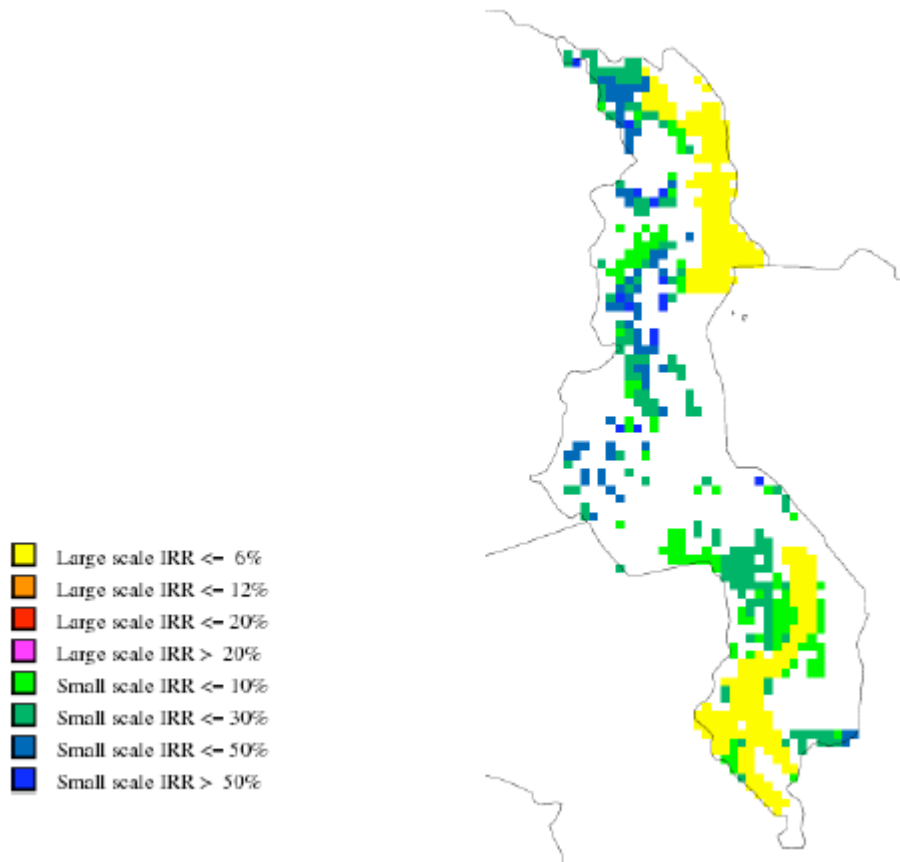 Large scale IRR <= 6%
Large scale IRR <= 12%
Large scale IRR <= 20%
Large scale IRR > 20%
Small scale IRR <= 10%
Small scale IRR <= 30%
Small scale IRR <= 50%
Small scale IRR > 50%